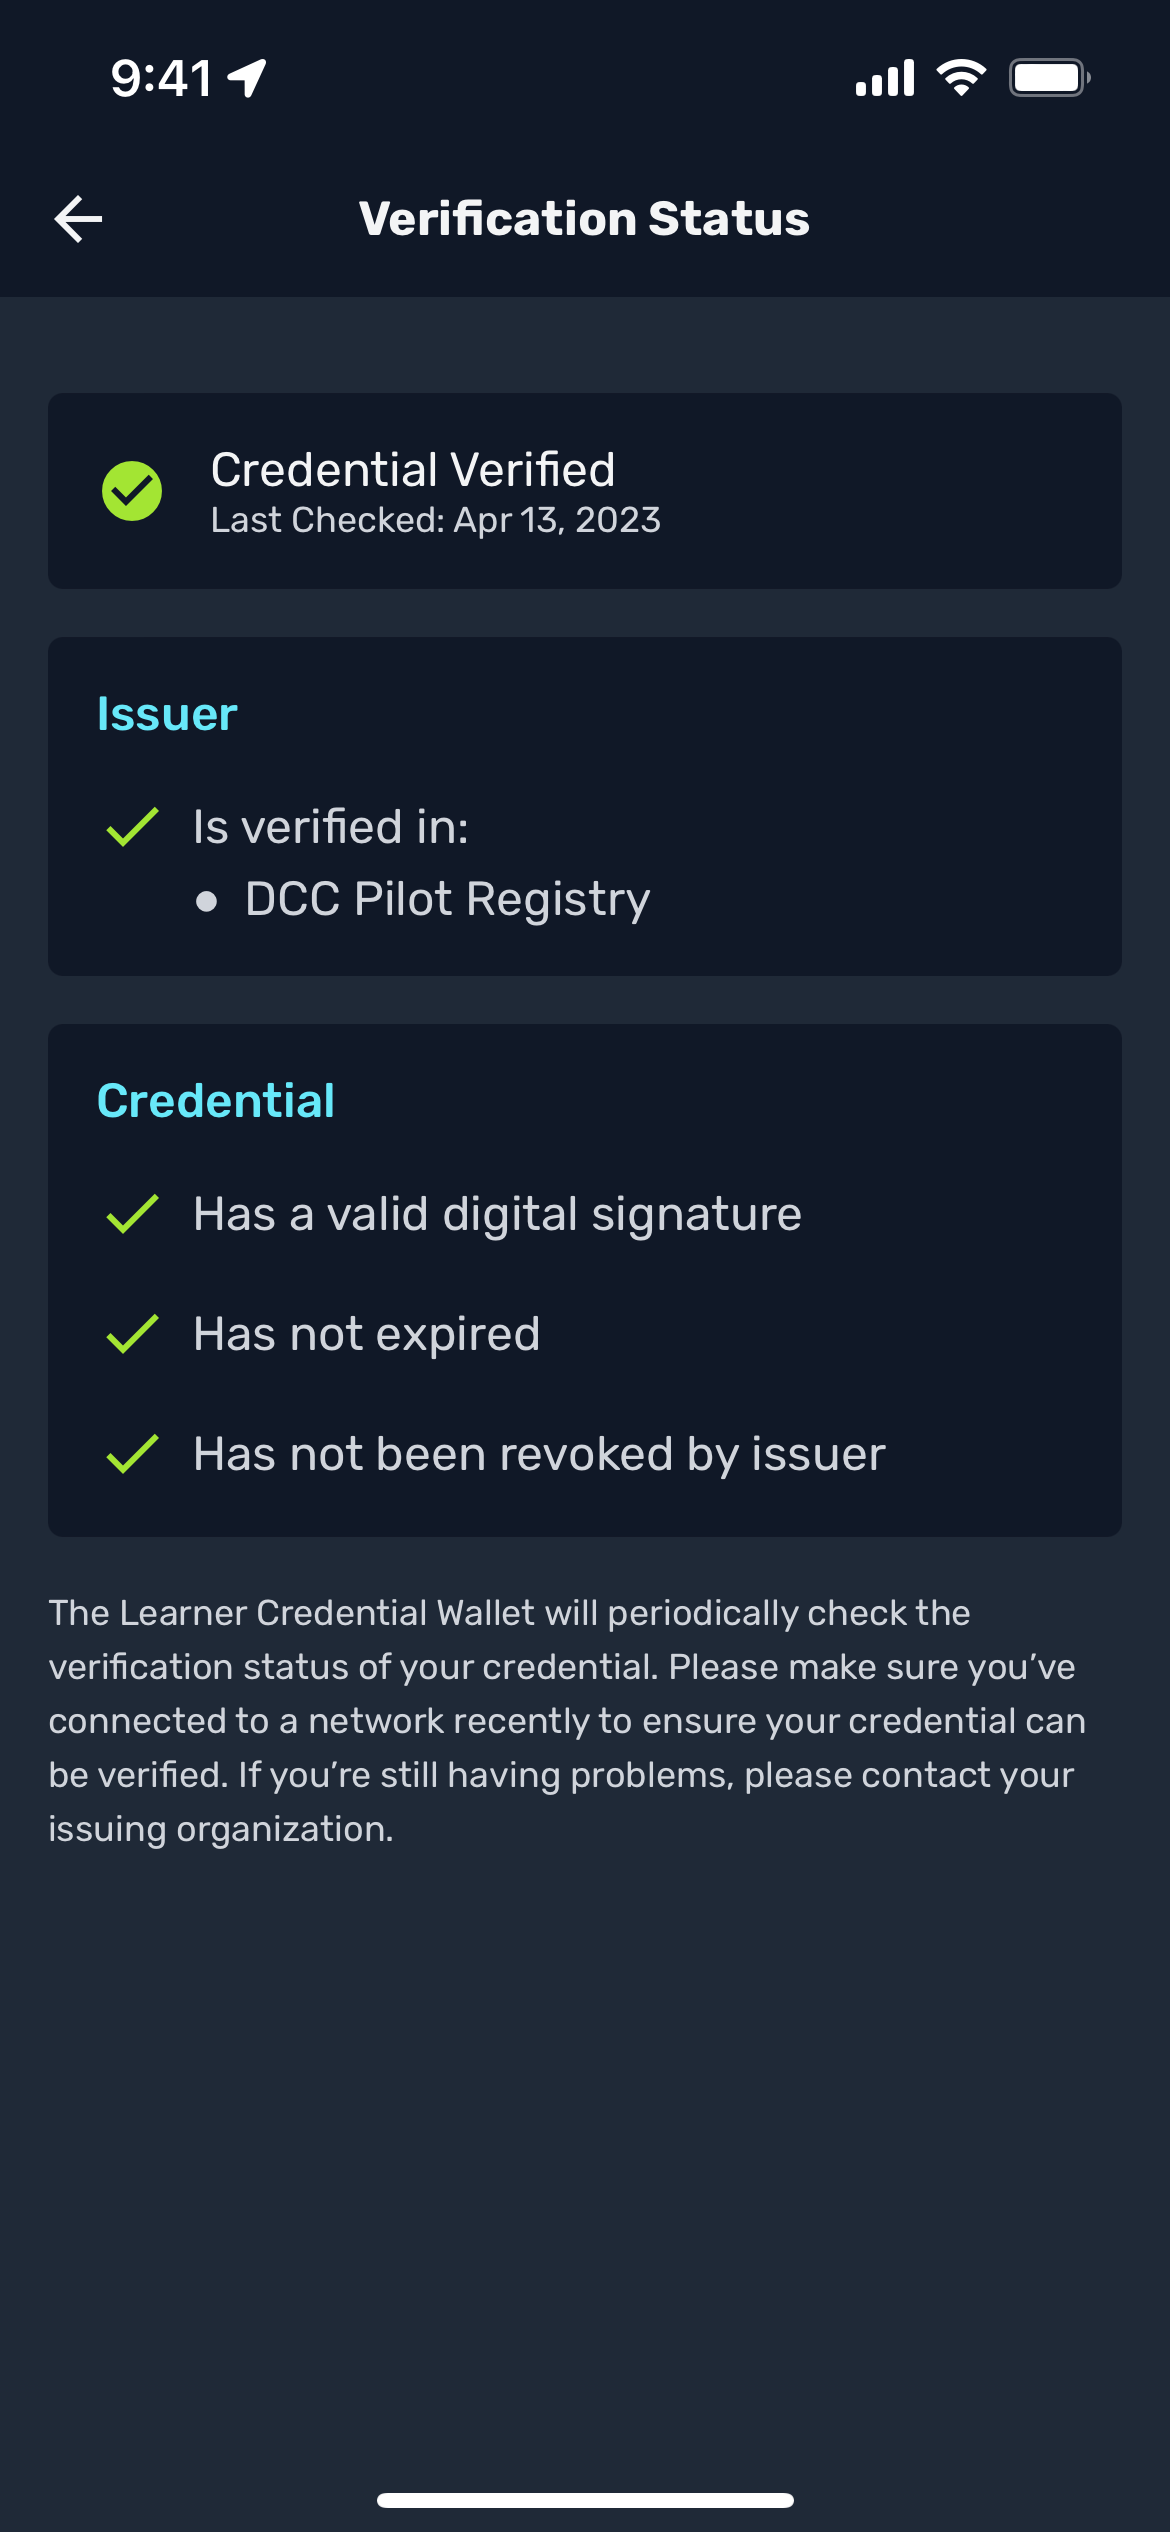 9:41
Verification Status
Credential Verified
Last Checked: Apr 13, 2023
Issuer
Is verified in:
DCC Pilot Registry
Credential
Has a valid digital signature
Has not expired
Has not been revoked by issuer
The Learner Credential Wallet will periodically check the
verification status of your credential. Please make sure you’ve
connected to a network recently to ensure your credential can
be verified. If you’re still having problems, please contact your
issuing organization.